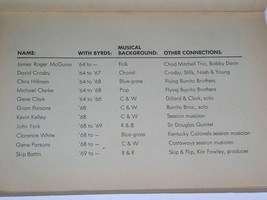 NAME: WITH BYRDS: MUSICAL BACKGROUND: OTHER CONNECTIONS:
James Roger McGuinn '64 to — Folk Chad Mitchell Trio, Bobby Darin
David Crosby '64 to '67 Choral Crosby, Stills, Nash & Young
Chris Hillman '64 to '68 Blue-grass Flying Burrito Brothers
Michael Clarke '64 to '68 Pop Flying Burrito Brothers
Gene Clark '64 to '66 C & W Dillard & Clark, solo
Gram Parsons '68 C & W Burrito Bros., solo
Kevin Kelley '68 C & W Session musician
John York '68 to '69 R & B Sir Douglas Quintet
Clarence White '68 to — Blue-grass Kentucky Colonels session musician
Gene Parsons '68 to — C & W Castaways session musician
Skip Battin '69 to — R & R Skip & Flip, Kim Fowley, producer